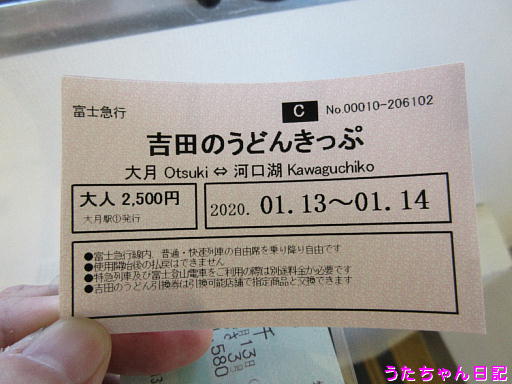 富士急行
C
No.00010-206102
吉田のうどんきっぷ
大月 Otsuki ⇔ 河口湖 Kawaguchiko
大人 2,500円
大月駅①発行
2020. 01.13〜01.14
●富士急行線内、普通・快速列車の自由席を乗り降り自由です
●使用開始後の払戻はできません
●特急列車及び富士登山電車をご利用の際は別途料金が必要です
●吉田のうどん引換券は引換可能店舗で指定商品と交換できます
うたちゃん日記